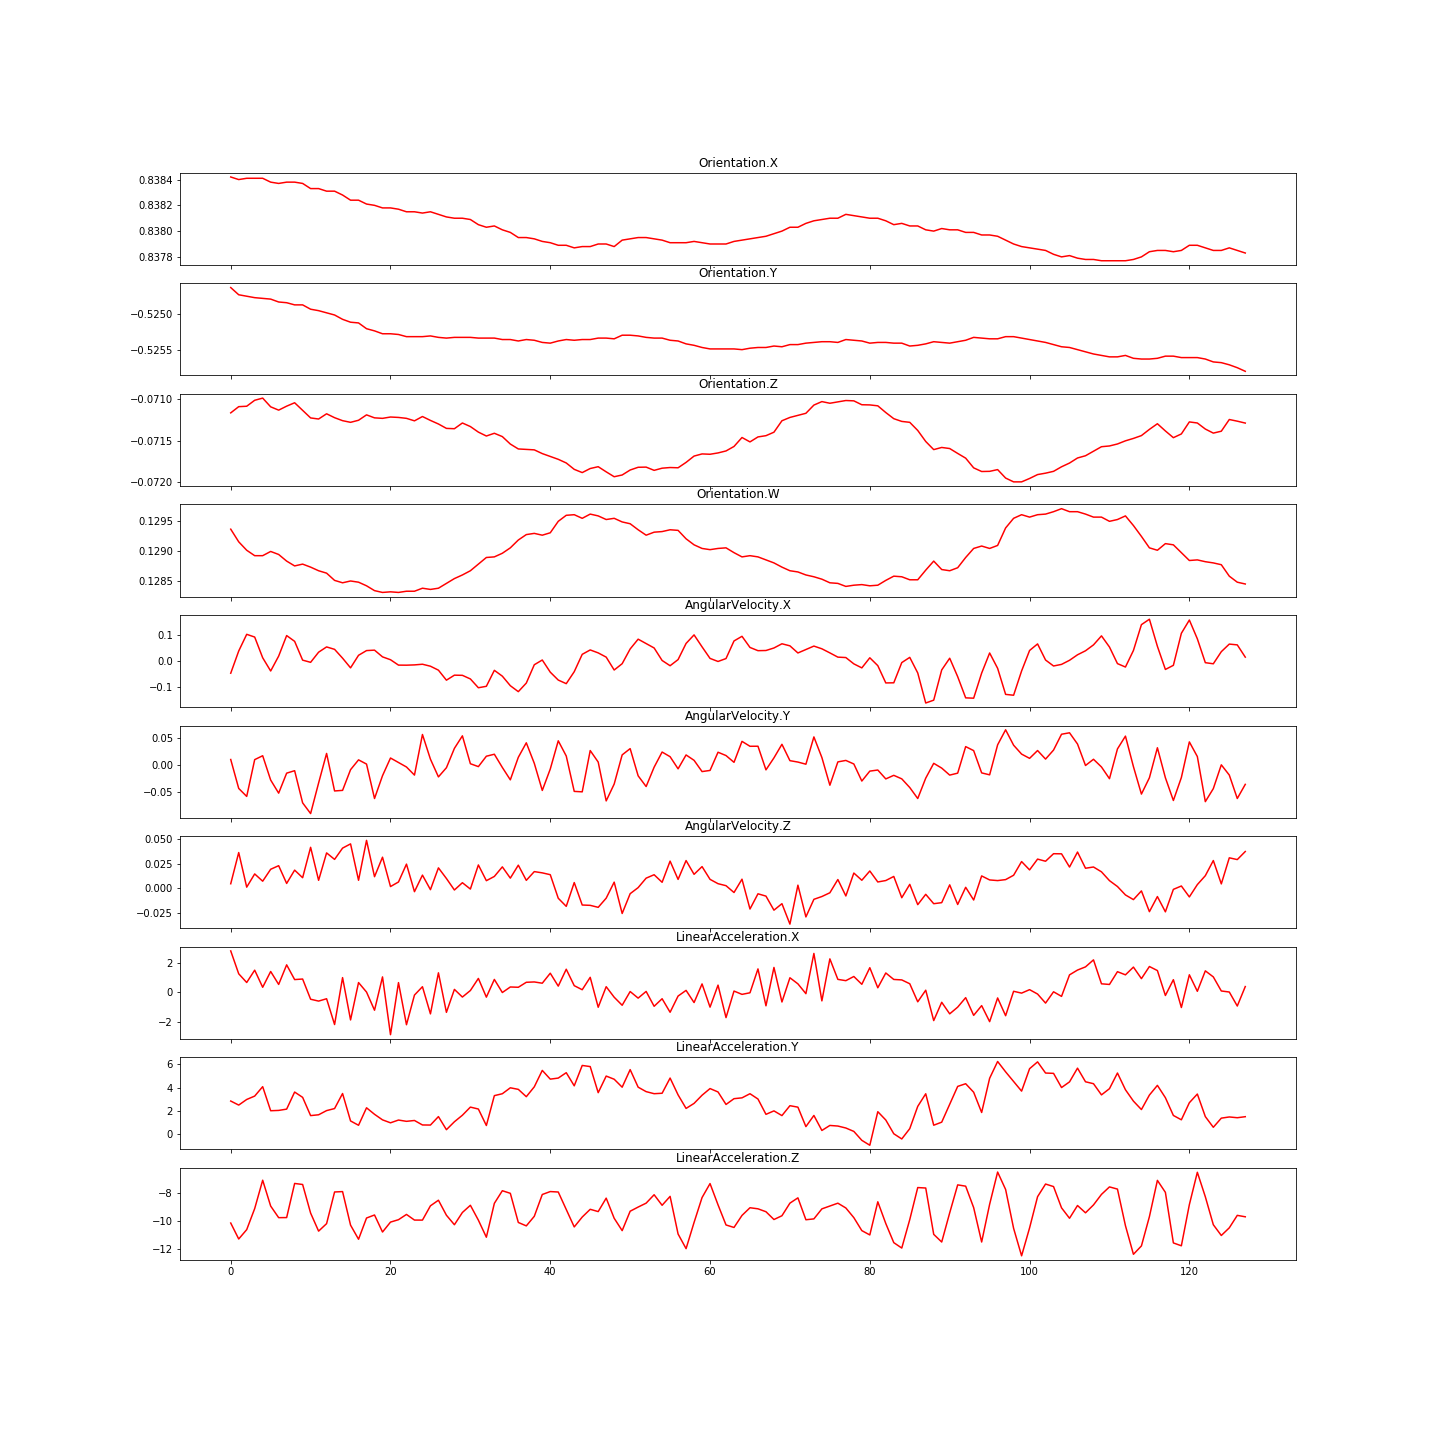 Orientation.X
0.8384
0.8382
0.8380
0.8378
Orientation.Y
−0.5250
−0.5255
Orientation.Z
−0.0710
−0.0715
−0.0720
Orientation.W
0.1295
0.1290
0.1285
AngularVelocity.X
0.1
0.0
−0.1
AngularVelocity.Y
0.05
0.00
−0.05
AngularVelocity.Z
0.050
0.025
0.000
−0.025
LinearAcceleration.X
2
0
−2
LinearAcceleration.Y
6
4
2
0
LinearAcceleration.Z
−8
−10
−12
0 20 40 60 80 100 120